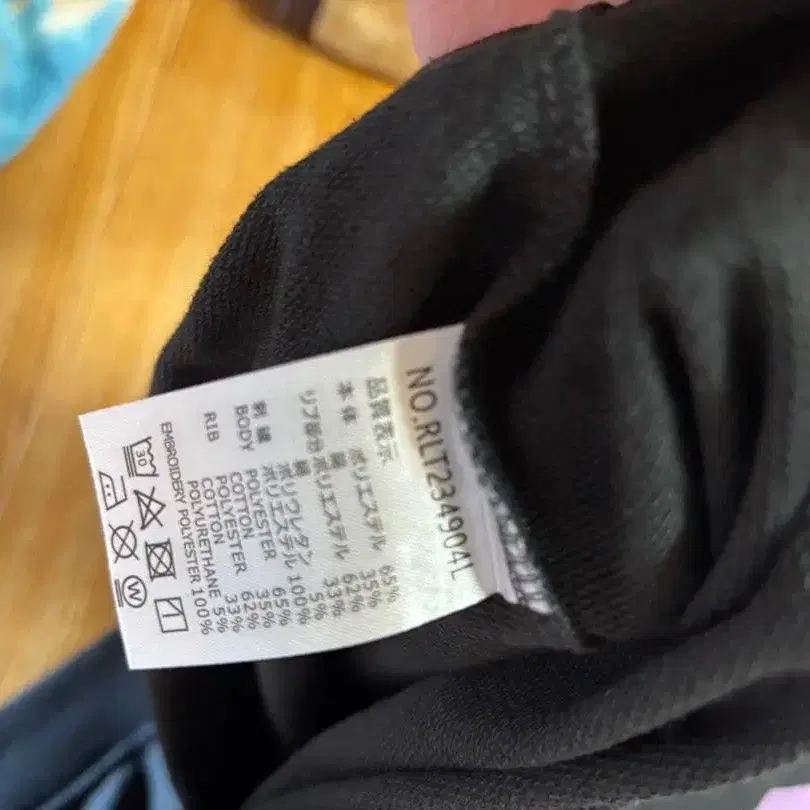 NO.RLT234904L
品質表示
本体 ポリエステル 65%
綿 35%
リブ部分 ポリエステル 62%
綿 33%
ポリウレタン 5%
刺繍 ポリエステル 100%
BODY POLYESTER 65%
COTTON 35%
RIB POLYESTER 62%
COTTON 33%
POLYURETHANE 5%
EMBROIDERY POLYESTER 100%
30
W